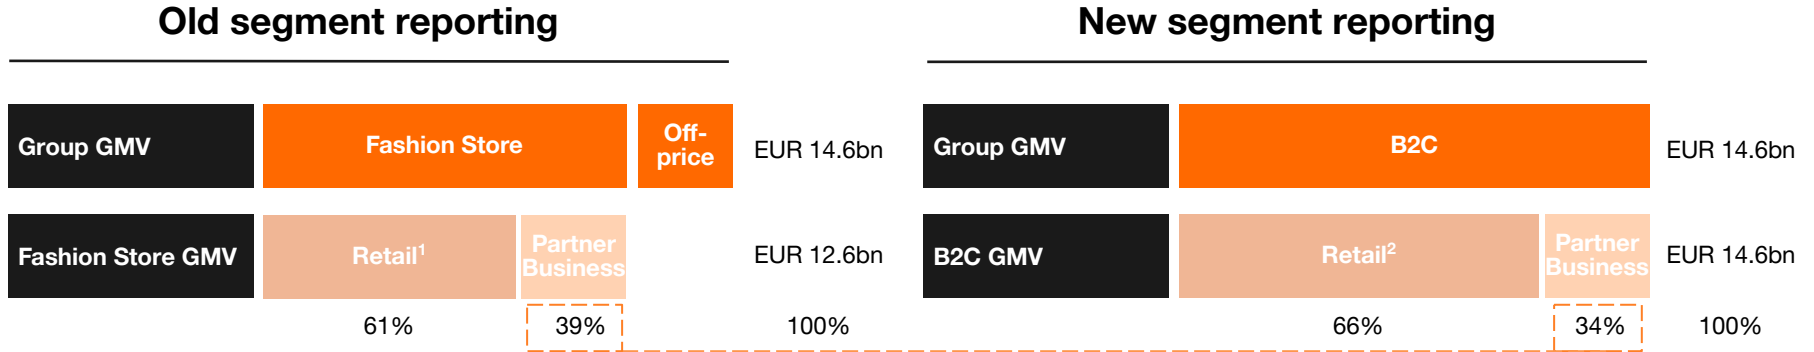 Old segment reporting
New segment reporting
Group GMV
Fashion Store
Off-
price
EUR 14.6bn
Group GMV
B2C
EUR 14.6bn
Fashion Store GMV
Retail¹
Partner
Business
EUR 12.6bn
B2C GMV
Retail²
Partner
Business
EUR 14.6bn
61%
39%
100%
66%
34%
100%